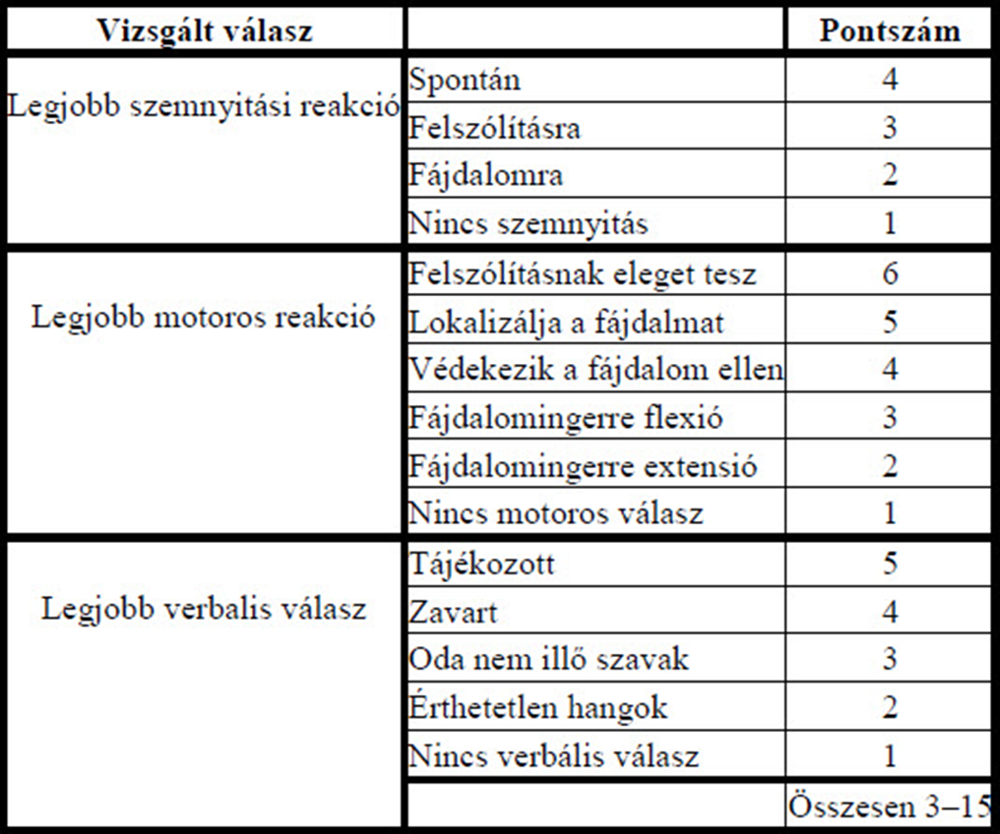 Vizsgált válasz Pontszám
Legjobb szemnyitási reakció
Spontán 4
Felszólításra 3
Fájdalomra 2
Nincs szemnyitás 1
Legjobb motoros reakció
Felszólításnak eleget tesz 6
Lokalizálja a fájdalmat 5
Védekezik a fájdalom ellen 4
Fájdalomingerre flexió 3
Fájdalomingerre extensió 2
Nincs motoros válasz 1
Legjobb verbalis válasz
Tájékozott 5
Zavart 4
Oda nem illő szavak 3
Érthetetlen hangok 2
Nincs verbális válasz 1
Összesen 3–15